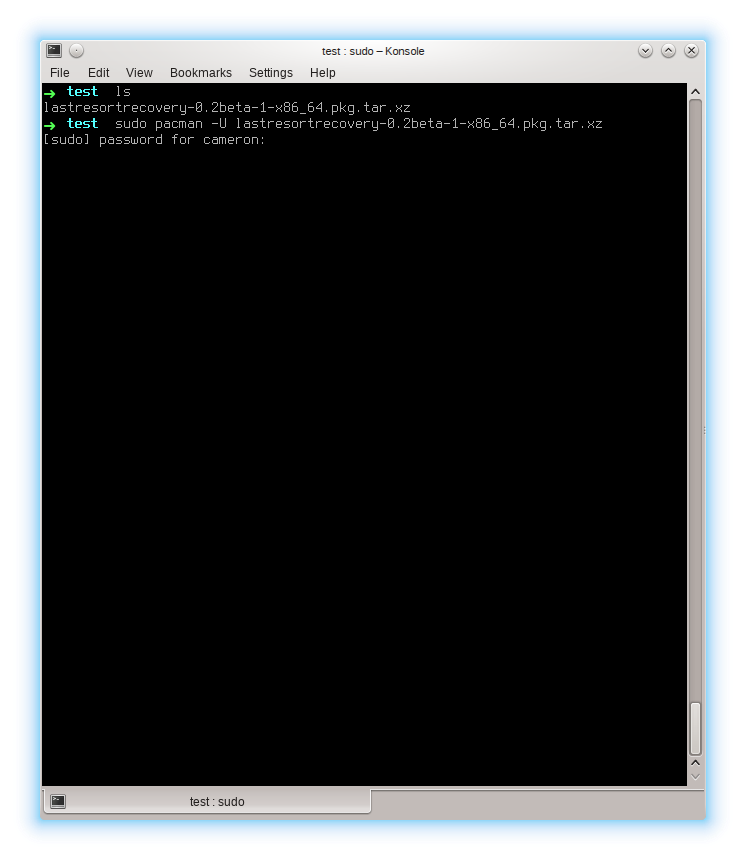 test : sudo – Konsole
File Edit View Bookmarks Settings Help
➜ test ls
lastresortrecovery-0.2beta-1-x86_64.pkg.tar.xz
➜ test sudo pacman -U lastresortrecovery-0.2beta-1-x86_64.pkg.tar.xz
[sudo] password for cameron:
test : sudo